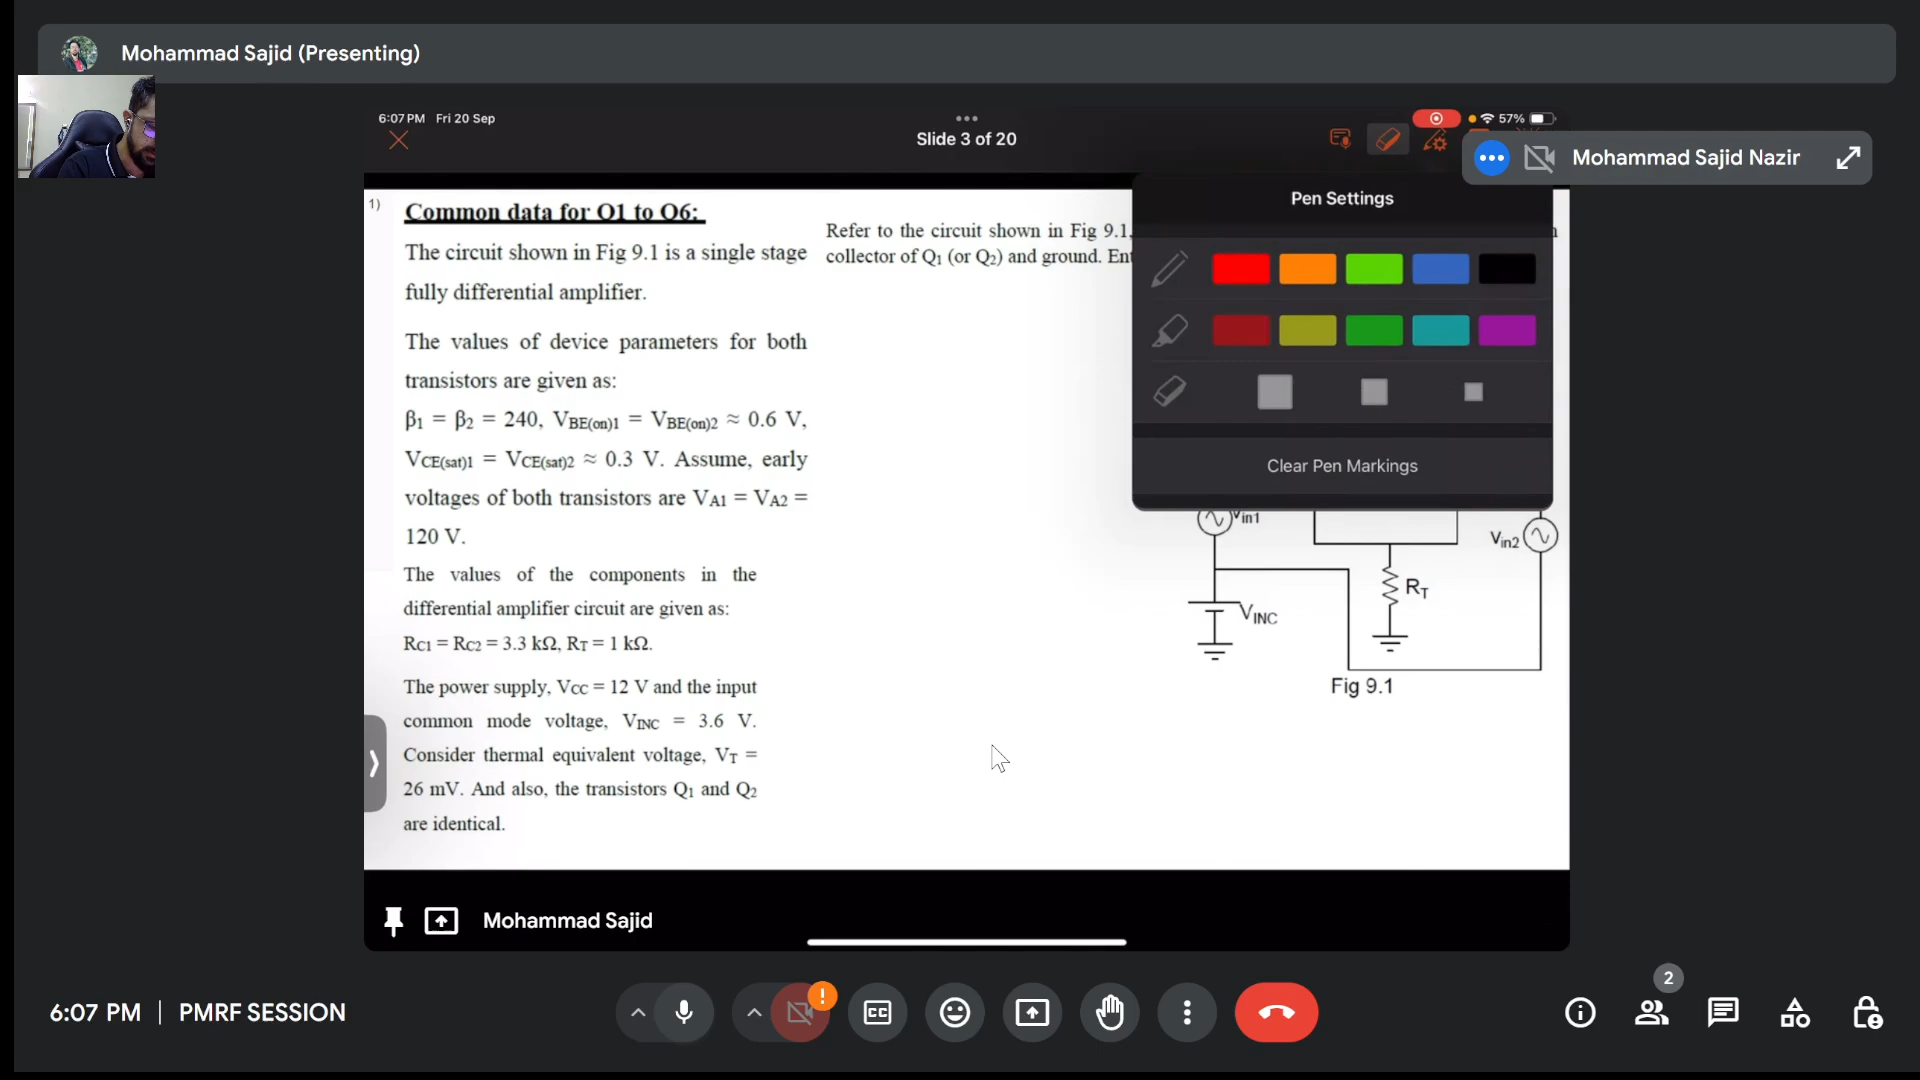 Mohammad Sajid (Presenting)
6:07 PM Fri 20 Sep
Slide 3 of 20
57%
Mohammad Sajid Nazir
Pen Settings
Clear Pen Markings
1)
Common data for Q1 to Q6:
The circuit shown in Fig 9.1 is a single stage
fully differential amplifier.
The values of device parameters for both
transistors are given as:
β1 = β2 = 240, VBE(on)1 = VBE(on)2 ≈ 0.6 V,
VCE(sat)1 = VCE(sat)2 ≈ 0.3 V. Assume, early
voltages of both transistors are VA1 = VA2 =
120 V.
The values of the components in the
differential amplifier circuit are given as:
RC1 = RC2 = 3.3 kΩ, RT = 1 kΩ.
The power supply, VCC = 12 V and the input
common mode voltage, VINC = 3.6 V.
Consider thermal equivalent voltage, VT =
26 mV. And also, the transistors Q1 and Q2
are identical.
Refer to the circuit shown in Fig 9.1,
collector of Q1 (or Q2) and ground.
Vin1
Vin2
RT
VINC
Fig 9.1
Mohammad Sajid
6:07 PM | PMRF SESSION
CC
2